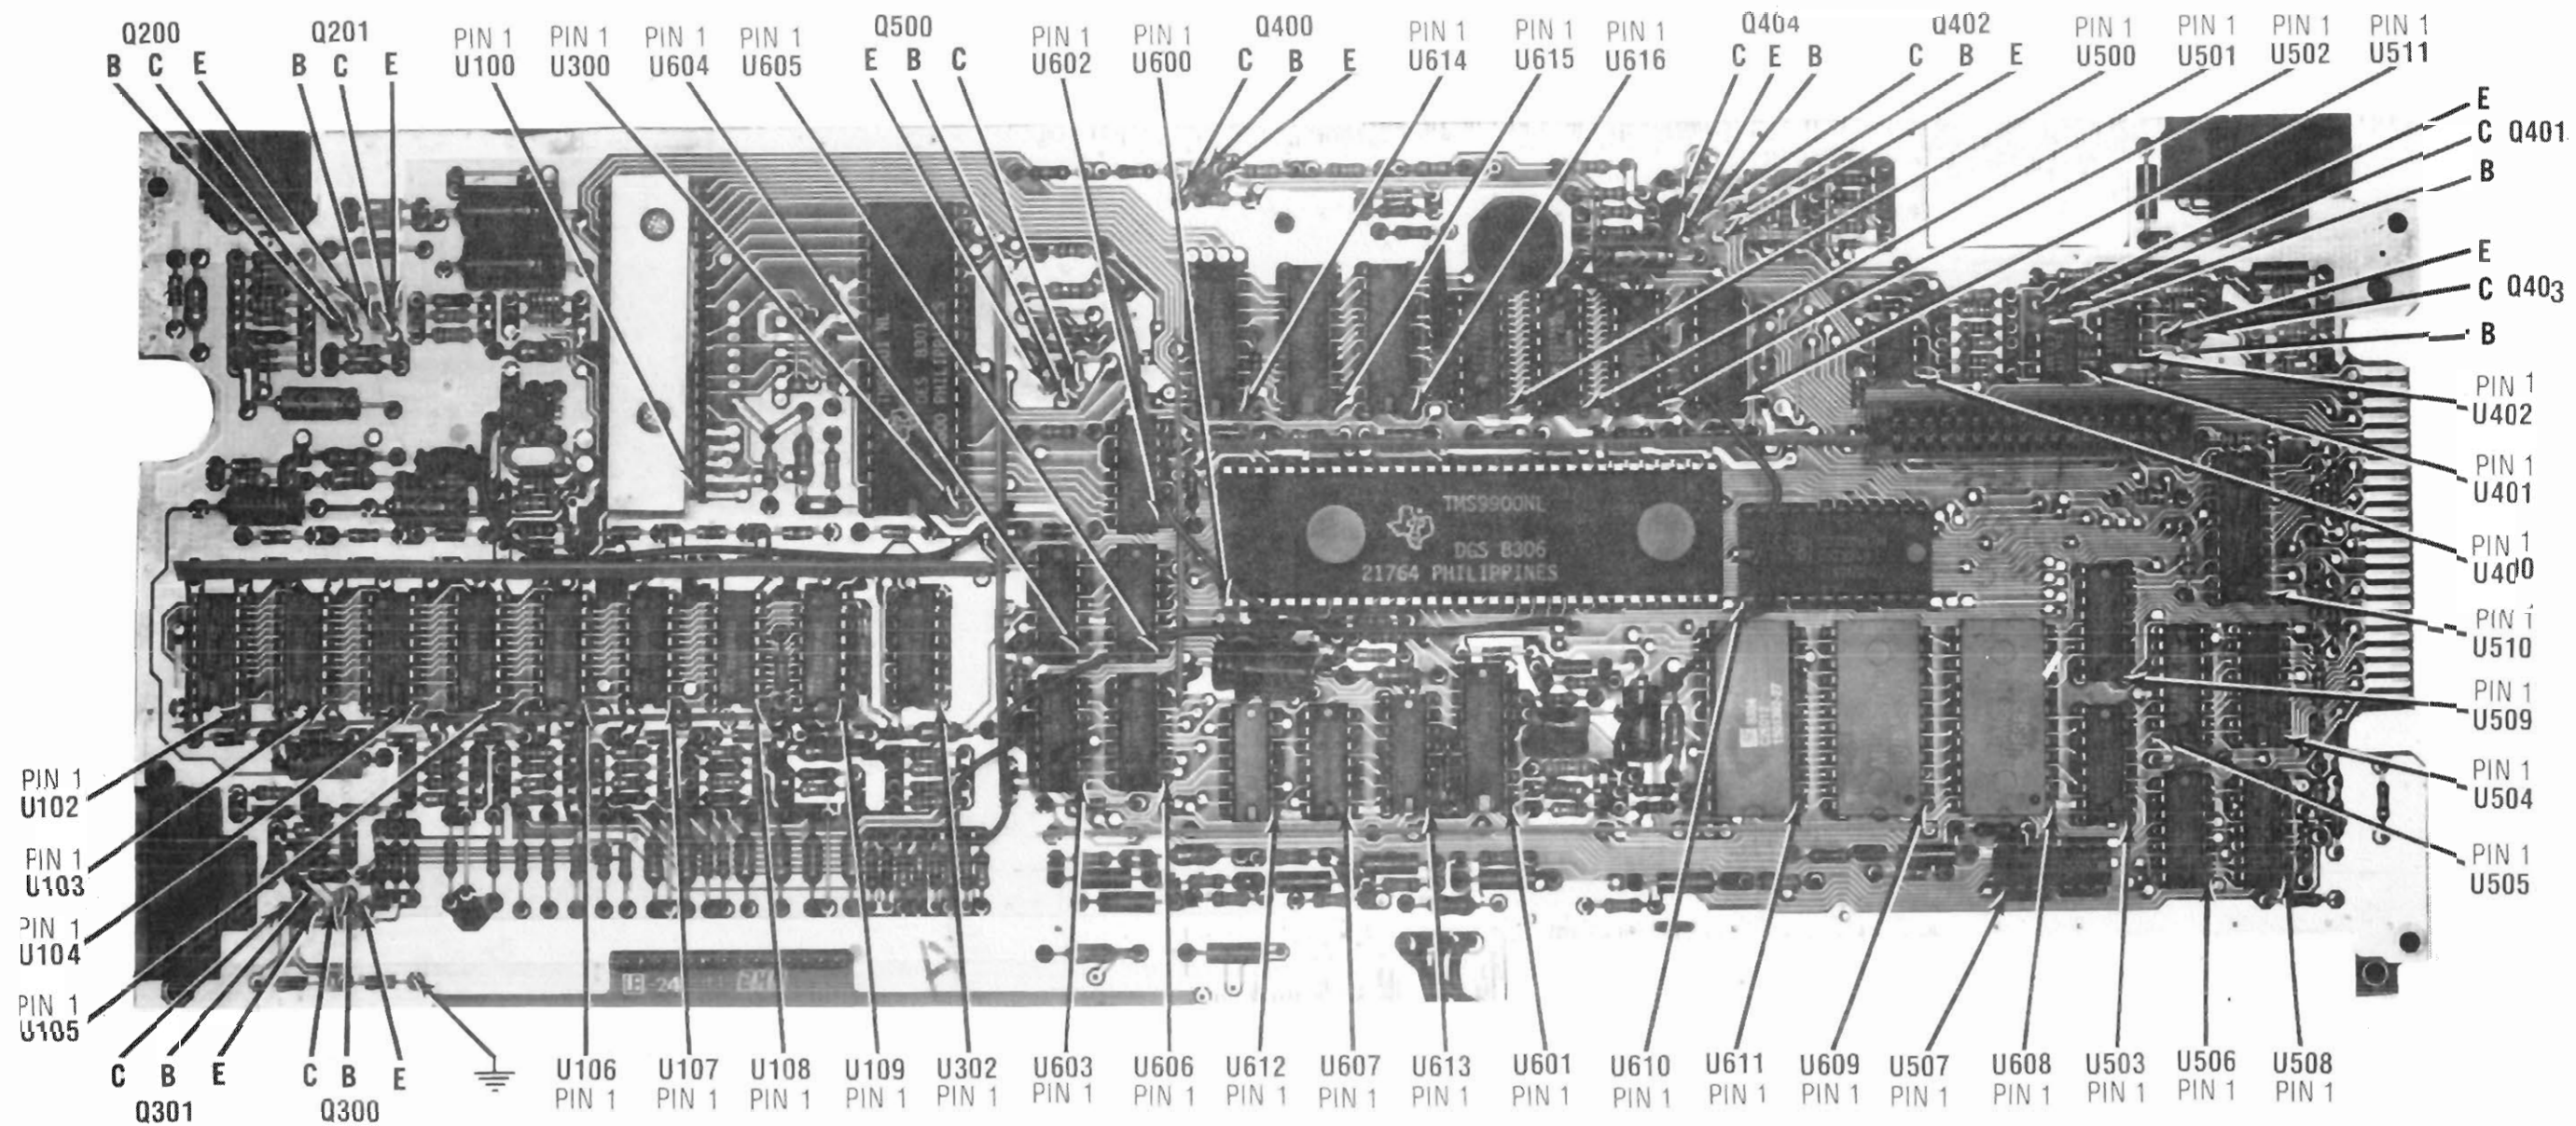 Q200
B C E
Q201
B C E
PIN 1
U100
PIN 1
U300
PIN 1
U604
PIN 1
U605
Q500
E B C
PIN 1
U602
PIN 1
U600
Q400
C B E
PIN 1
U614
PIN 1
U615
PIN 1
U616
Q404
C E B
Q402
C B E
PIN 1
U500
PIN 1
U501
PIN 1
U502
PIN 1
U511
E
C Q401
B
E
C Q403
B
PIN 1
U402
PIN 1
U401
PIN 1
U400
PIN 1
U510
PIN 1
U509
PIN 1
U504
PIN 1
U505
TMS9900NL
DGS 8306
21764 PHILIPPINES
PIN 1
U102
PIN 1
U103
PIN 1
U104
PIN 1
U105
C B E
Q301
C B E
Q300
U106
PIN 1
U107
PIN 1
U108
PIN 1
U109
PIN 1
U302
PIN 1
U603
PIN 1
U606
PIN 1
U612
PIN 1
U607
PIN 1
U613
PIN 1
U601
PIN 1
U610
PIN 1
U611
PIN 1
U609
PIN 1
U507
PIN 1
U608
PIN 1
U503
PIN 1
U506
PIN 1
U508
PIN 1